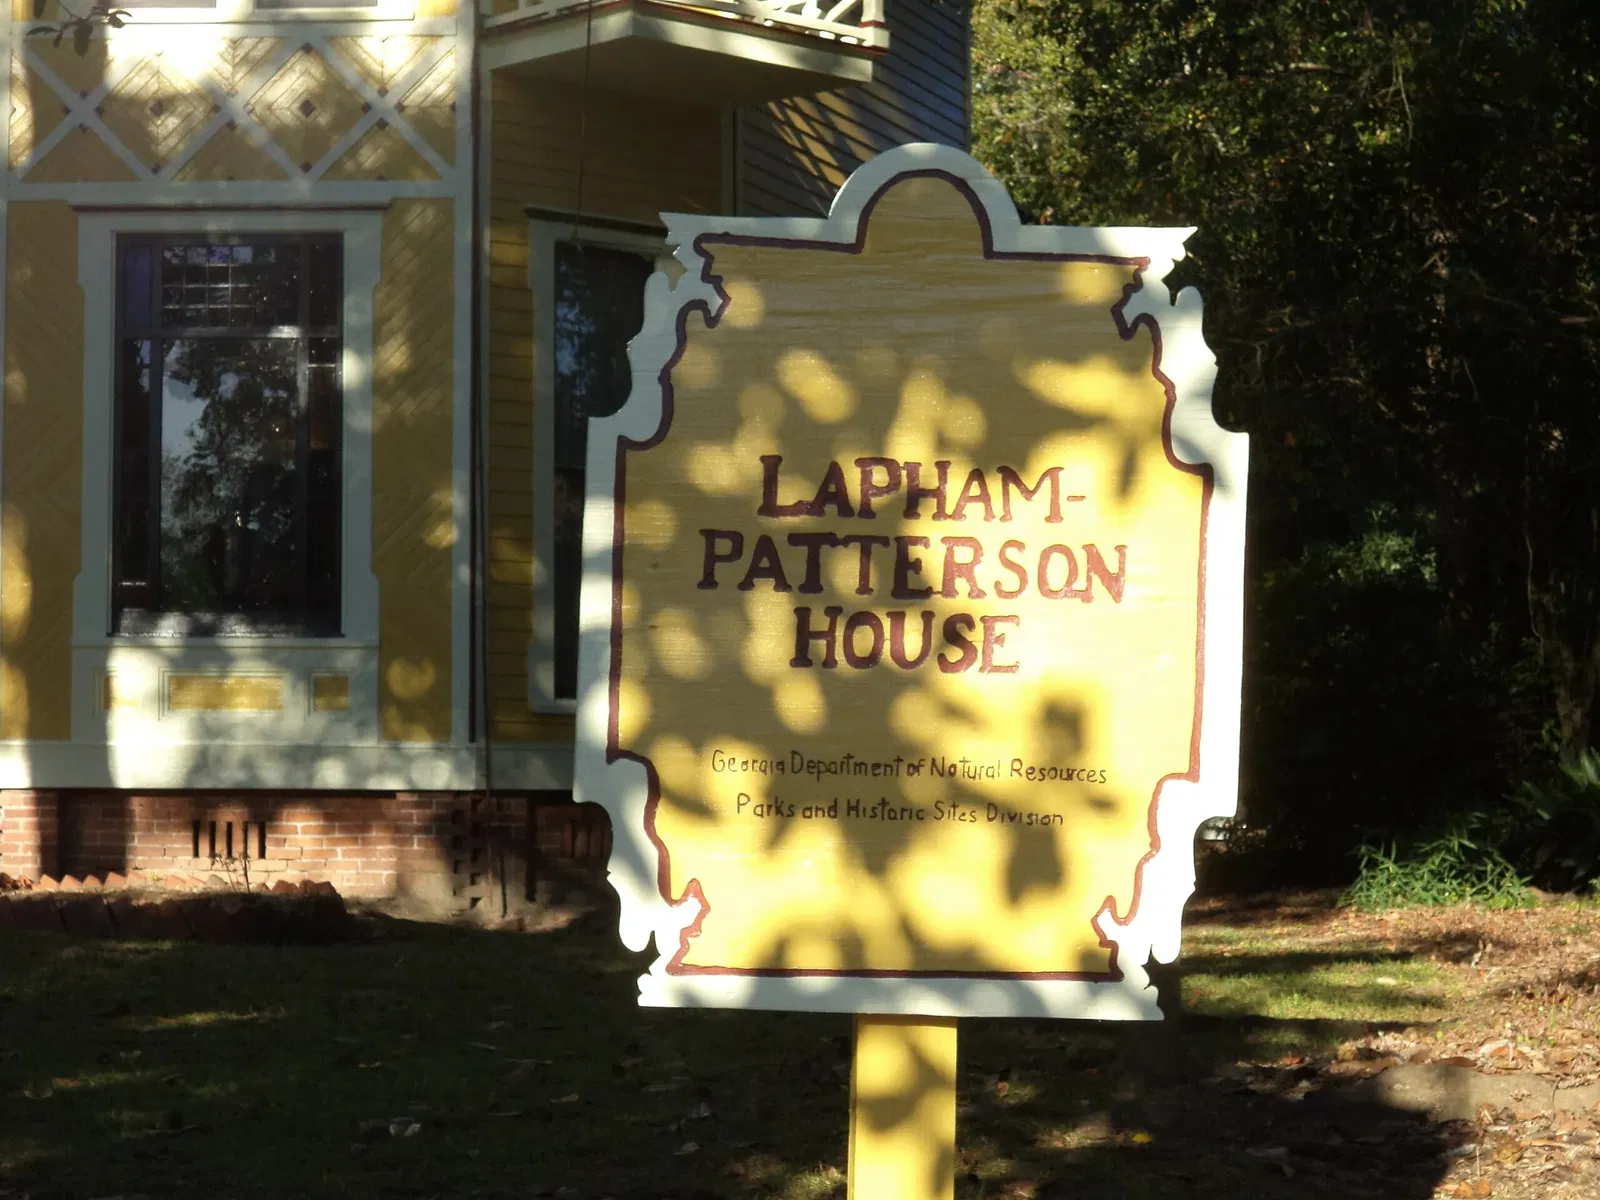 LAPHAM-
PATTERSON
HOUSE
Georgia Department of Natural Resources
Parks and Historic Sites Division